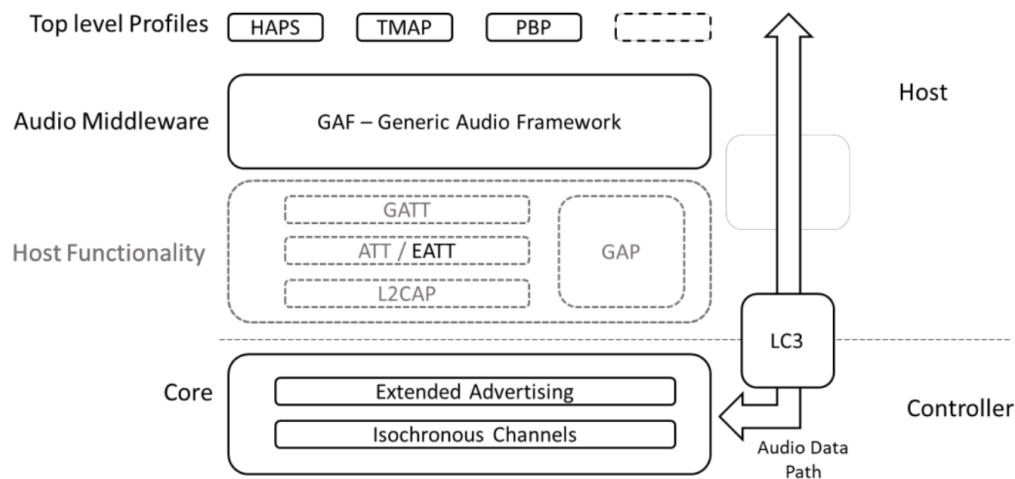 Top level Profiles
HAPS
TMAP
PBP
Host
Audio Middleware
GAF – Generic Audio Framework
Host Functionality
GATT
ATT / EATT
L2CAP
GAP
LC3
Core
Extended Advertising
Isochronous Channels
Controller
Audio Data
Path